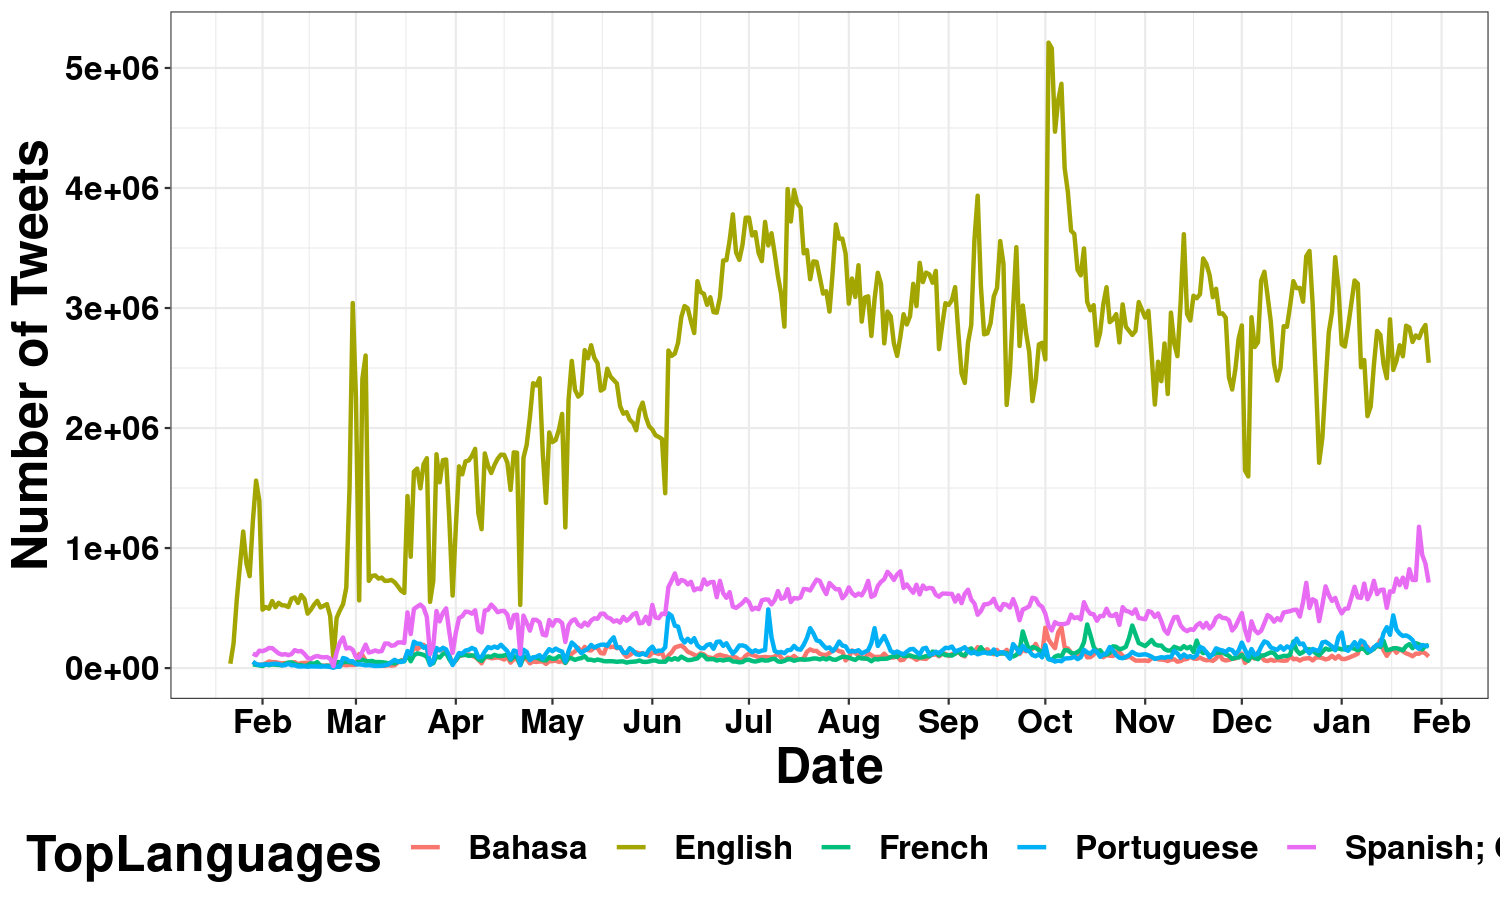 Number of Tweets
5e+06
4e+06
3e+06
2e+06
1e+06
0e+00
Feb Mar Apr May Jun Jul Aug Sep Oct Nov Dec Jan Feb
Date
TopLanguages Bahasa English French Portuguese Spanish;